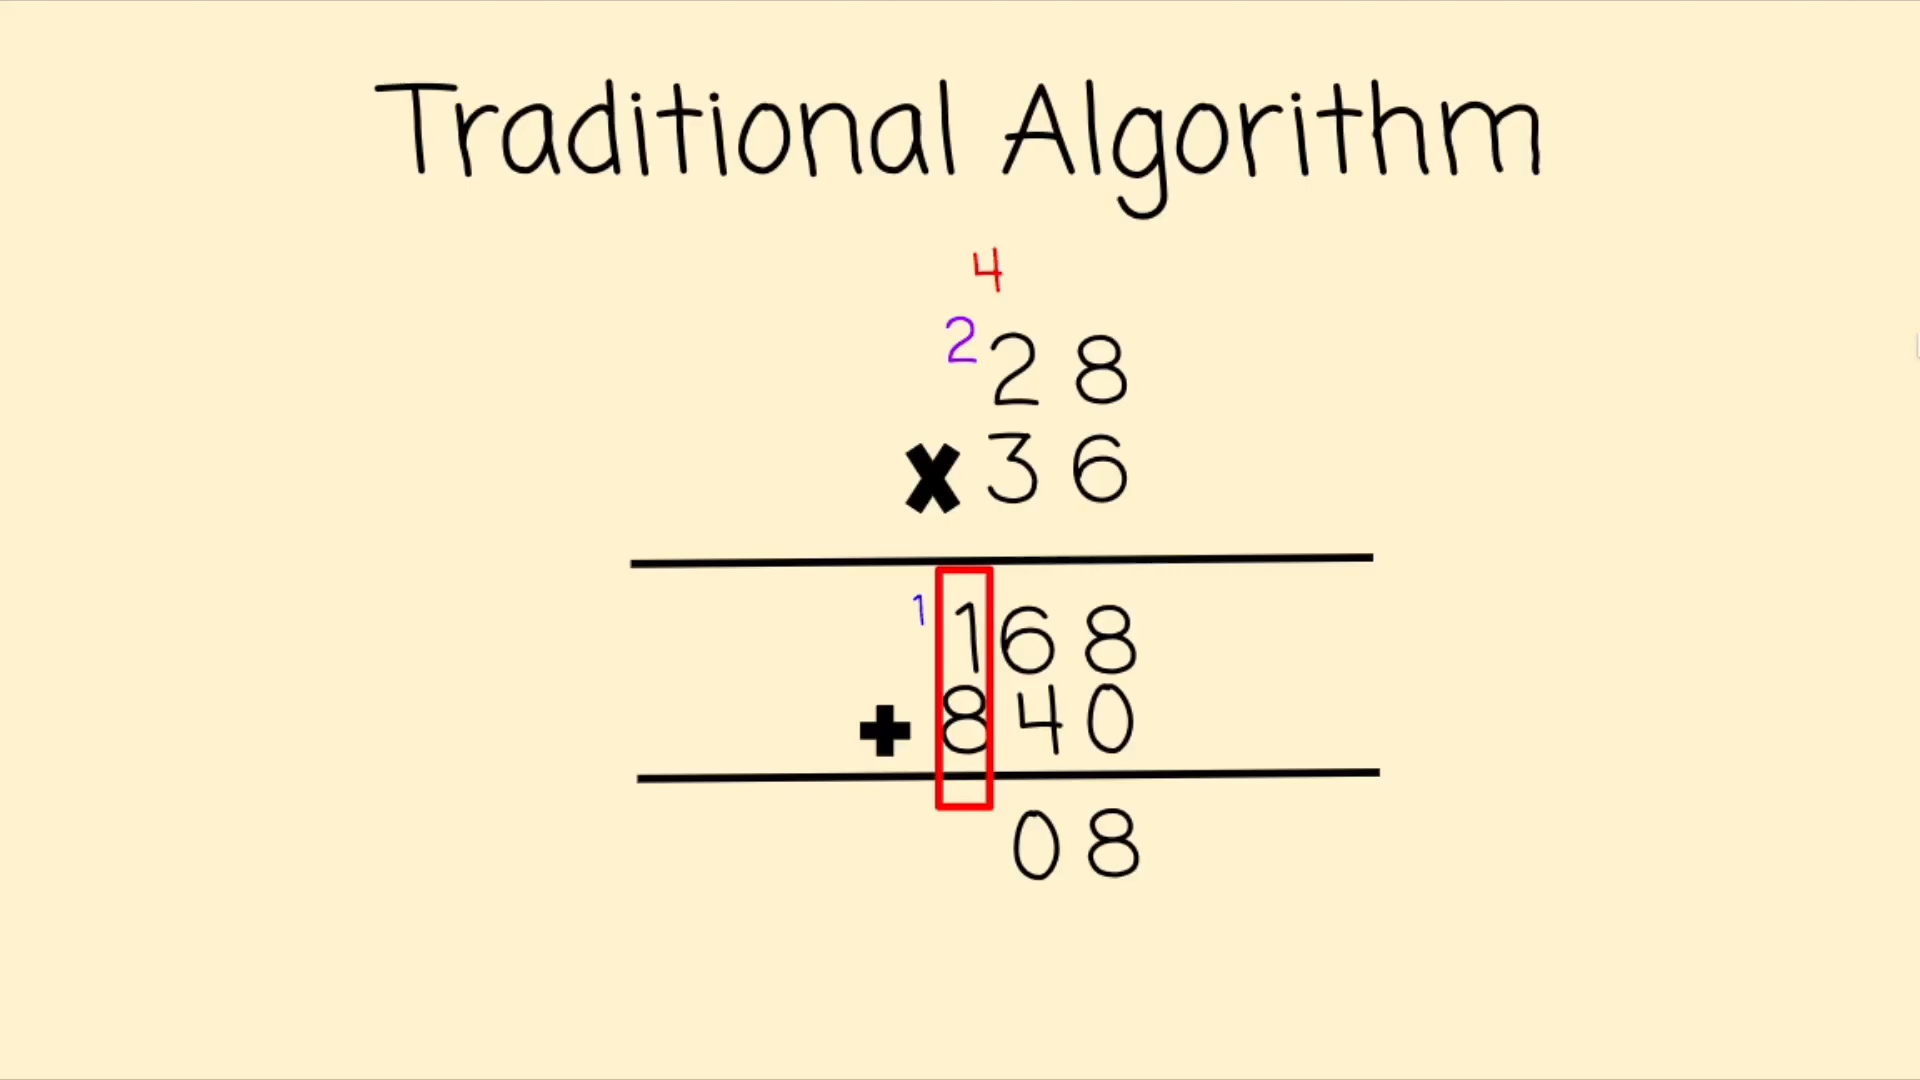 Traditional Algorithm
4
2 2 8
x 3 6
1 1 6 8
+ 8 4 0
0 8